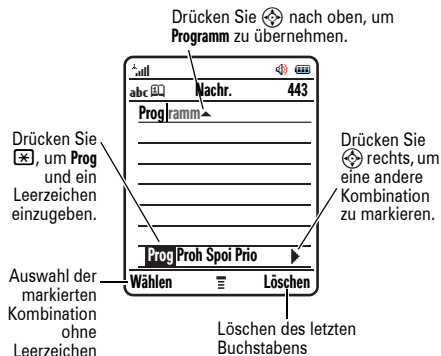 Drücken Sie nach oben, um
Programm zu übernehmen.
abc Nachr. 443
Programm
Drücken Sie
*, um Prog
und ein
Leerzeichen
einzugeben.
Drücken Sie
rechts, um
eine andere
Kombination
zu markieren.
Prog Proh Spoi Prio
Wählen Löschen
Auswahl der
markierten
Kombination
ohne
Leerzeichen
Löschen des letzten
Buchstabens